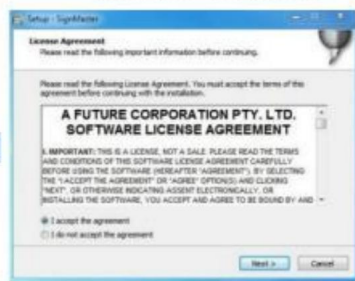 Setup - SignMaster
License Agreement
Please read the following important information before continuing.
Please read the following License Agreement. You must accept the terms of this
agreement before continuing with the installation.
A FUTURE CORPORATION PTY. LTD.
SOFTWARE LICENSE AGREEMENT
I. IMPORTANT: THIS IS A LICENSE, NOT A SALE. PLEASE READ THE TERMS
AND CONDITIONS OF THIS SOFTWARE LICENSE AGREEMENT CAREFULLY
BEFORE USING THE SOFTWARE (HEREAFTER "AGREEMENT"). BY SELECTING
THE "I ACCEPT THE AGREEMENT" OR "AGREE" OPTION(S) AND CLICKING
"NEXT", OR OTHERWISE INDICATING ASSENT ELECTRONICALLY, OR
INSTALLING THE SOFTWARE, YOU ACCEPT AND AGREE TO BE BOUND BY AND
I accept the agreement
I do not accept the agreement
Next >
Cancel